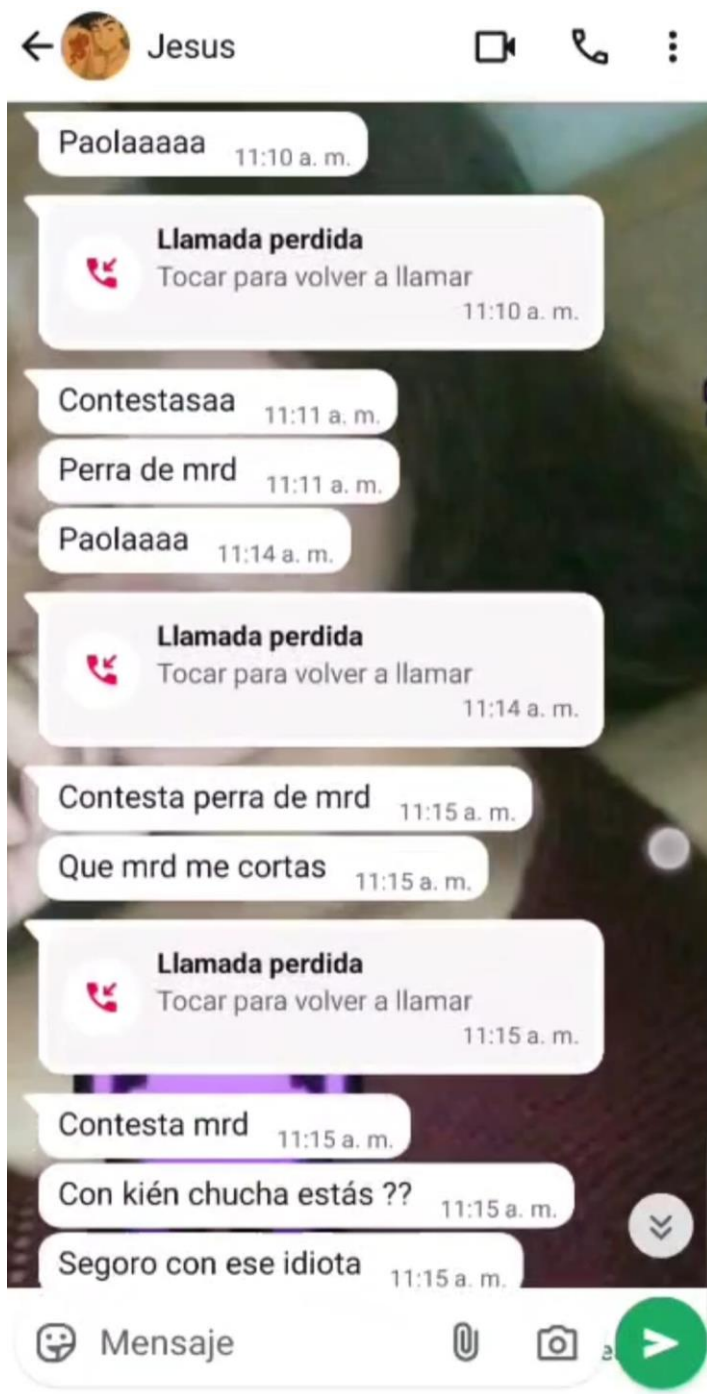 Jesus
Paolaaaaa 11:10 a. m.
Llamada perdida
Tocar para volver a llamar
11:10 a. m.
Contestasaa 11:11 a. m.
Perra de mrd 11:11 a. m.
Paolaaaa 11:14 a. m.
Llamada perdida
Tocar para volver a llamar
11:14 a. m.
Contesta perra de mrd 11:15 a. m.
Que mrd me cortas 11:15 a. m.
Llamada perdida
Tocar para volver a llamar
11:15 a. m.
Contesta mrd 11:15 a. m.
Con kién chucha estás ?? 11:15 a. m.
Segoro con ese idiota 11:15 a. m.
Mensaje